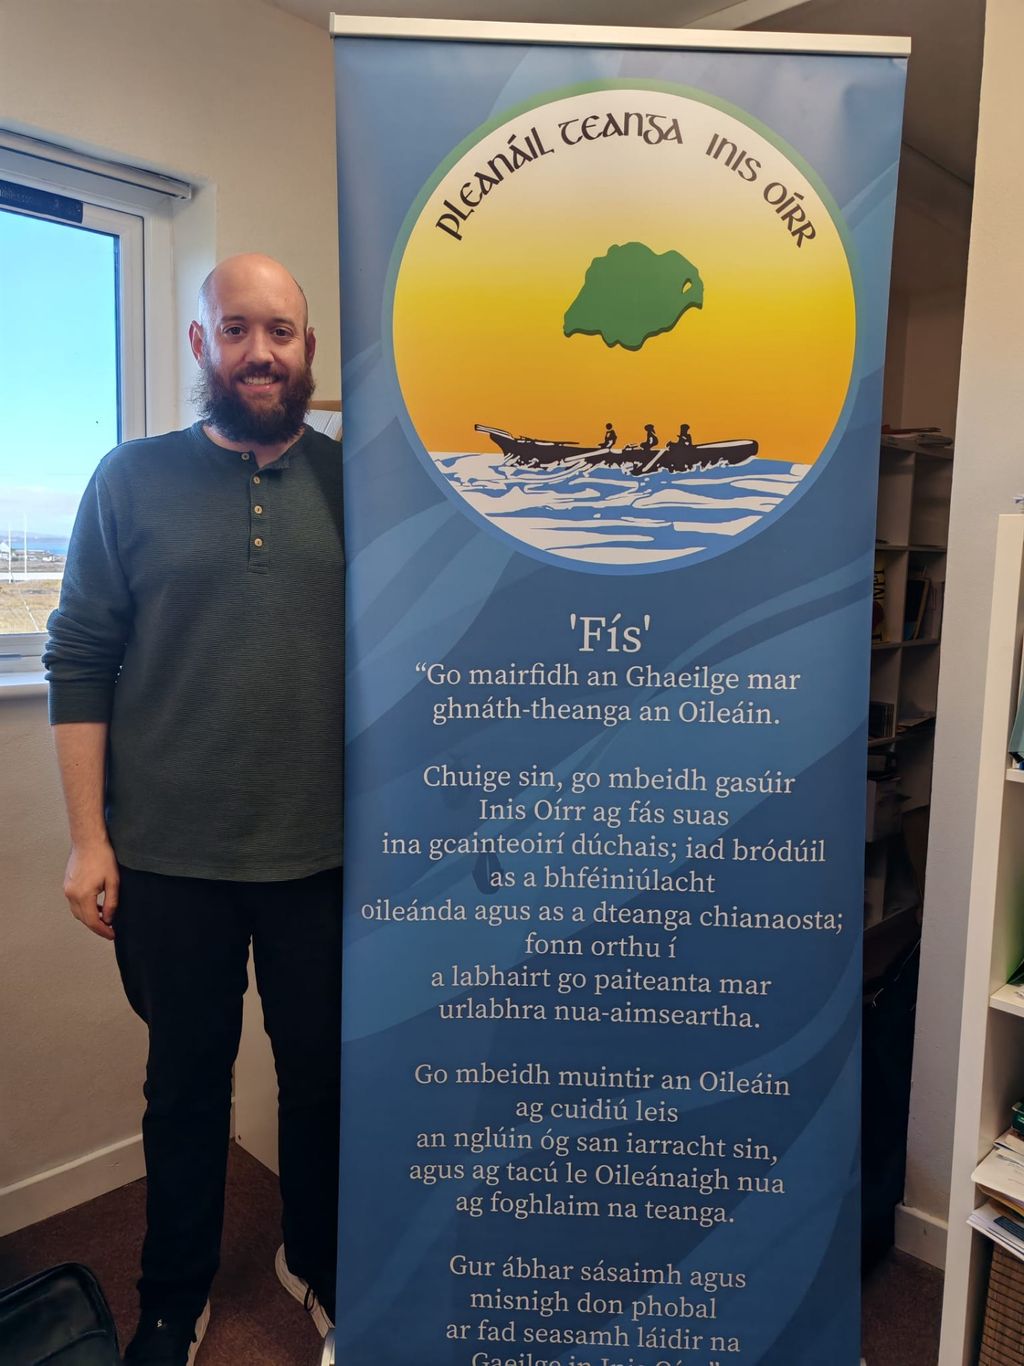 PLEANÁIL TEANGA INIS OÍRR
'Fís'
“Go mairfidh an Ghaeilge mar
ghnáth-theanga an Oileáin.
Chuige sin, go mbeidh gasúir
Inis Oírr ag fás suas
ina gcainteoirí dúchais; iad bródúil
as a bhféiniúlacht
oileánda agus as a dteanga chianaosta;
fonn orthu í
a labhairt go paiteanta mar
urlabhra nua-aimseartha.
Go mbeidh muintir an Oileáin
ag cuidiú leis
an nglúin óg san iarracht sin,
agus ag tacú le Oileánaigh nua
ag foghlaim na teanga.
Gur ábhar sásaimh agus
misnigh don phobal
ar fad seasamh láidir na
Gaeilge in Inis Oírr”